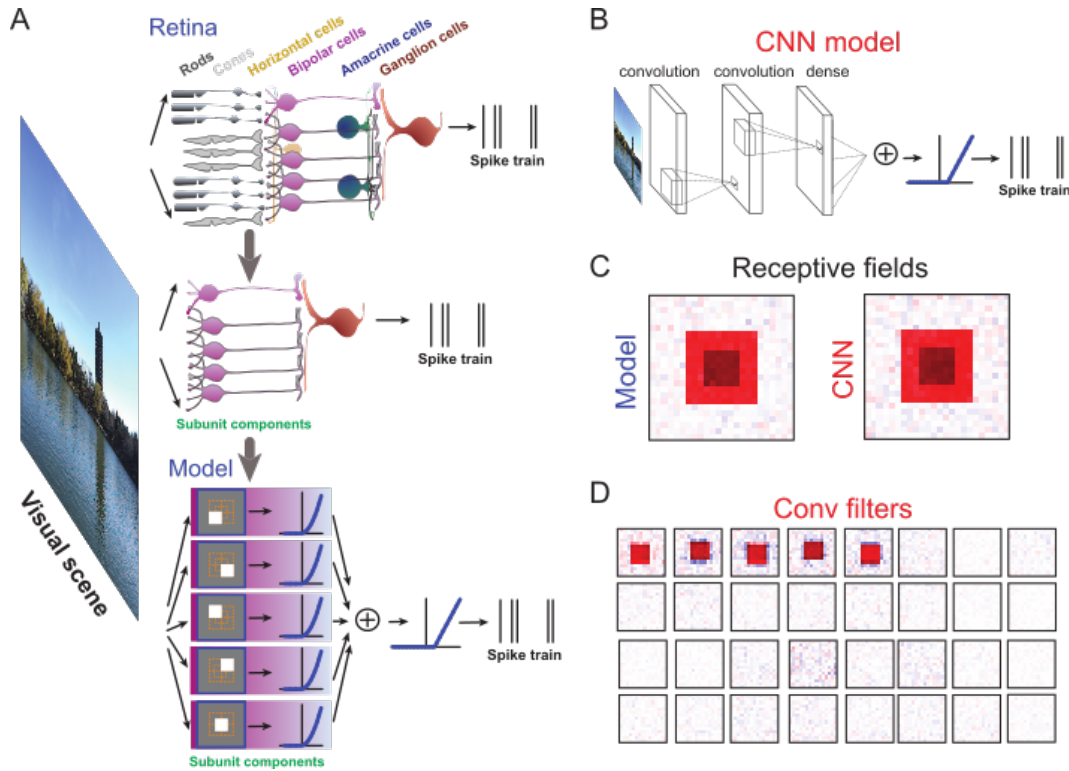 A
Retina
Rods
Cones
Horizontal cells
Bipolar cells
Amacrine cells
Ganglion cells
Spike train
Spike train
Subunit components
Visual scene
Model
Spike train
Subunit components
B
CNN model
convolution convolution dense
Spike train
C
Receptive fields
Model
CNN
D
Conv filters